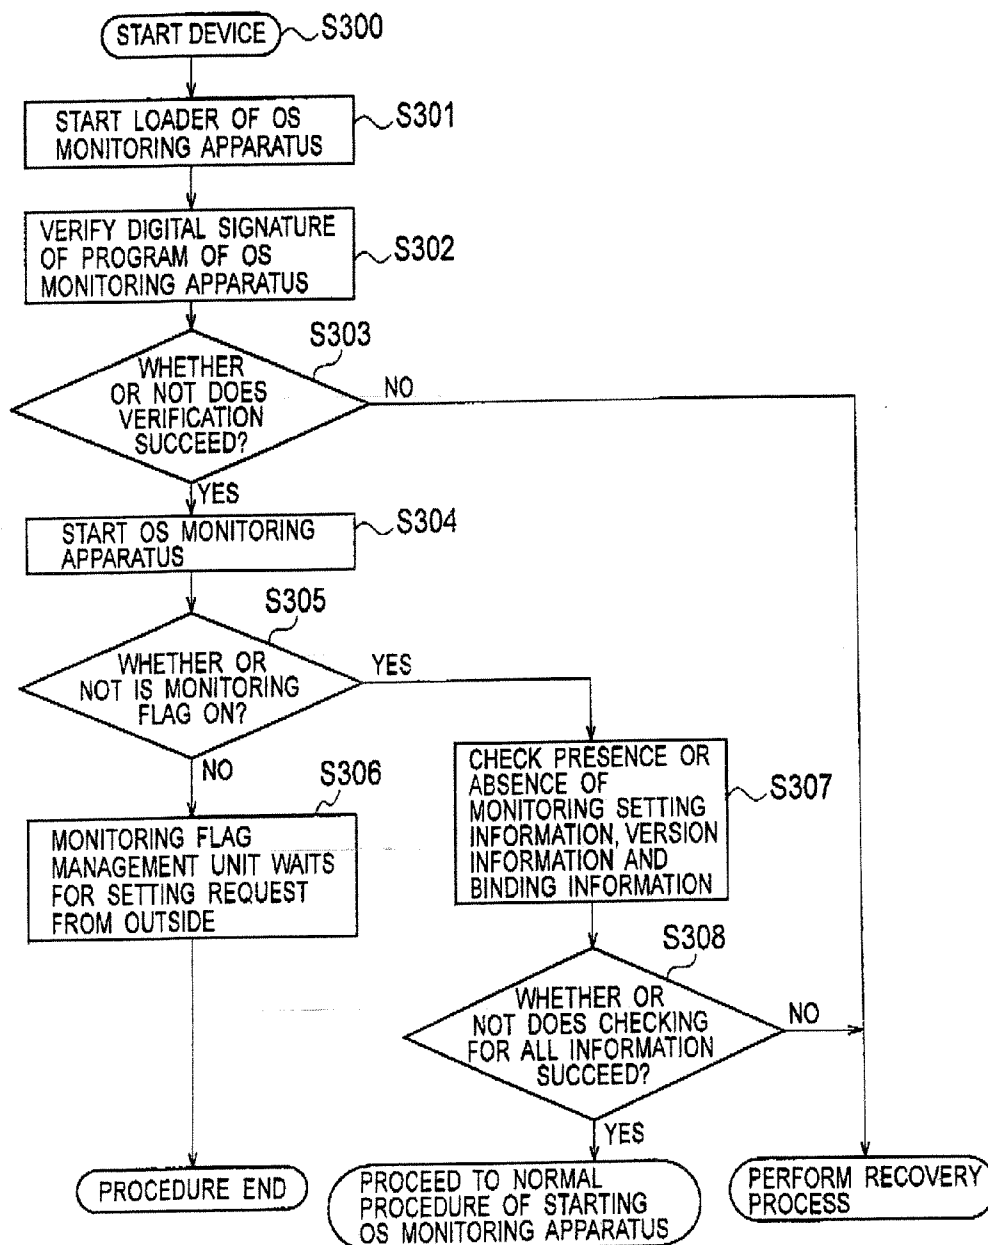 START DEVICE
S300
START LOADER OF OS
MONITORING APPARATUS
S301
VERIFY DIGITAL SIGNATURE
OF PROGRAM OF OS
MONITORING APPARATUS
S302
S303
WHETHER
OR NOT DOES
VERIFICATION
SUCCEED?
NO
YES
START OS MONITORING
APPARATUS
S304
S305
WHETHER OR
NOT IS MONITORING
FLAG ON?
YES
NO
S306
MONITORING FLAG
MANAGEMENT UNIT WAITS
FOR SETTING REQUEST
FROM OUTSIDE
CHECK PRESENCE OR
ABSENCE OF
MONITORING SETTING
INFORMATION, VERSION
INFORMATION AND
BINDING INFORMATION
S307
S308
WHETHER OR
NOT DOES CHECKING
FOR ALL INFORMATION
SUCCEED?
NO
YES
PROCEDURE END
PROCEED TO NORMAL
PROCEDURE OF STARTING
OS MONITORING APPARATUS
PERFORM RECOVERY
PROCESS